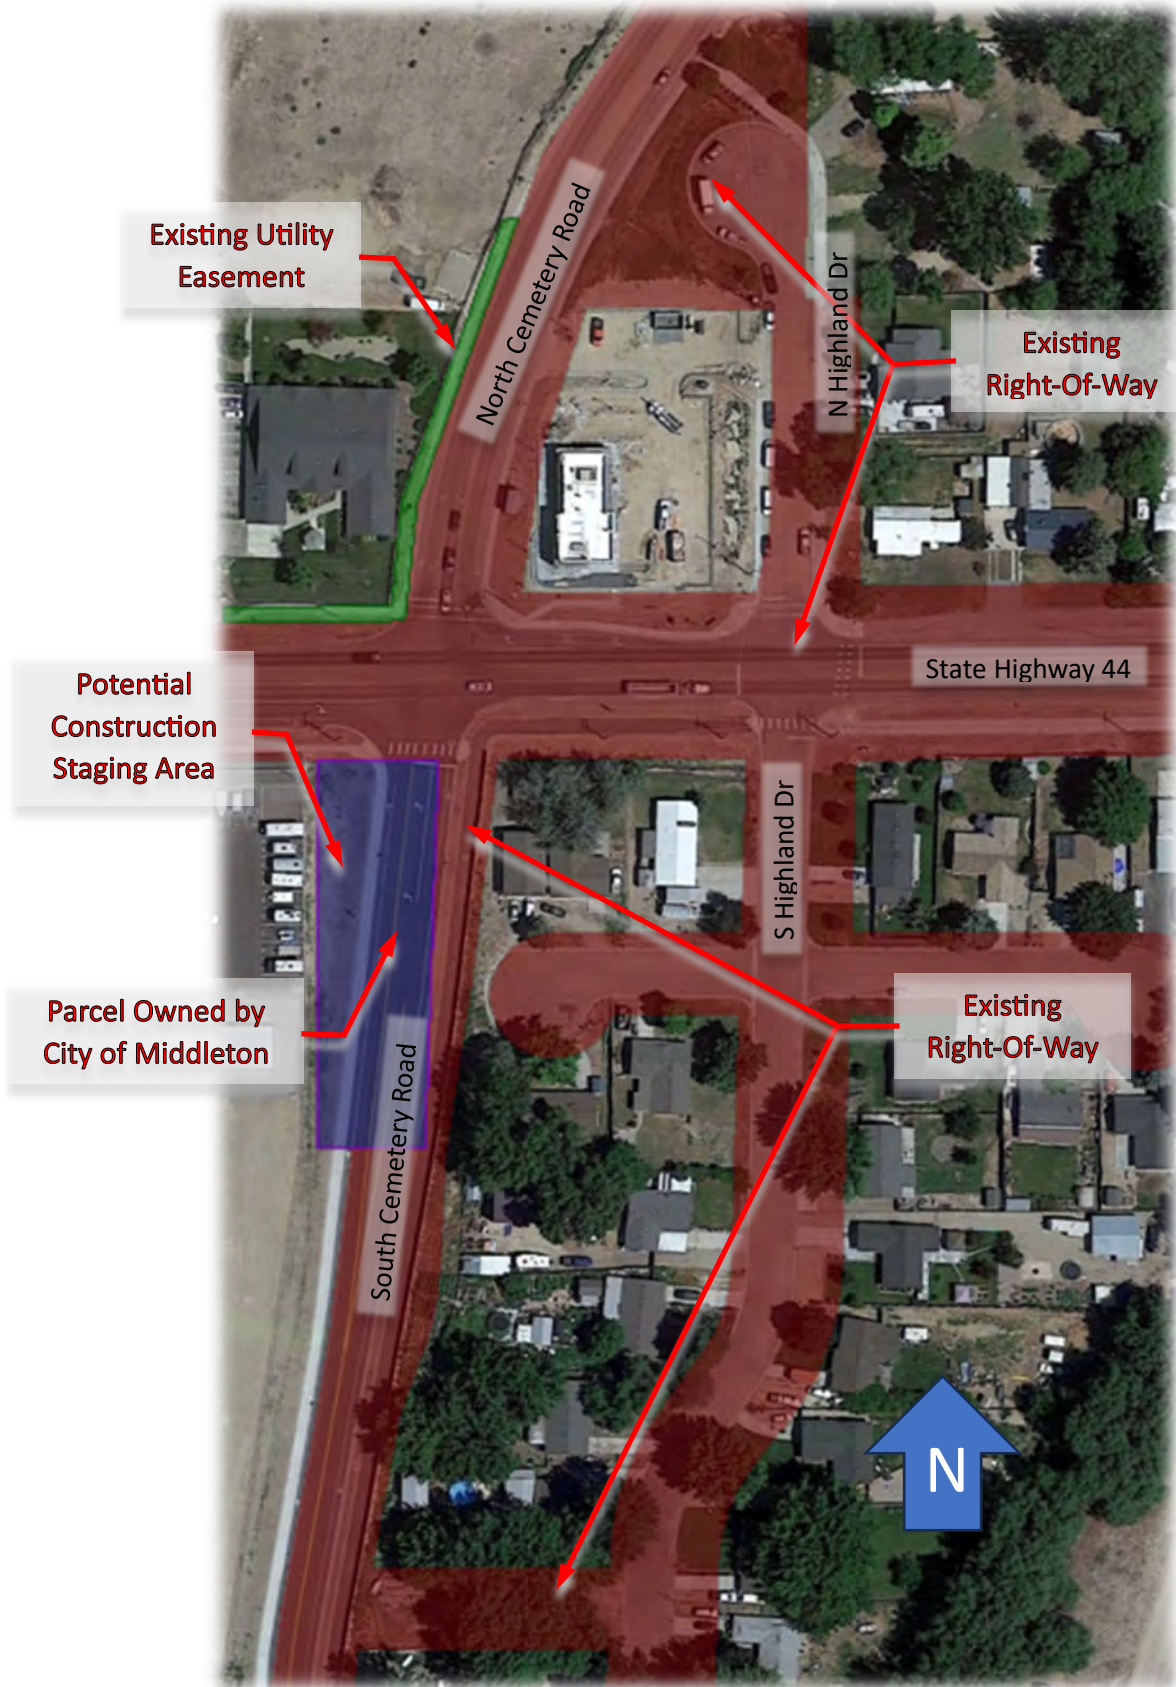 Existing Utility
Easement
North Cemetery Road
N Highland Dr
Existing
Right-Of-Way
State Highway 44
Potential
Construction
Staging Area
S Highland Dr
Parcel Owned by
City of Middleton
South Cemetery Road
Existing
Right-Of-Way
N